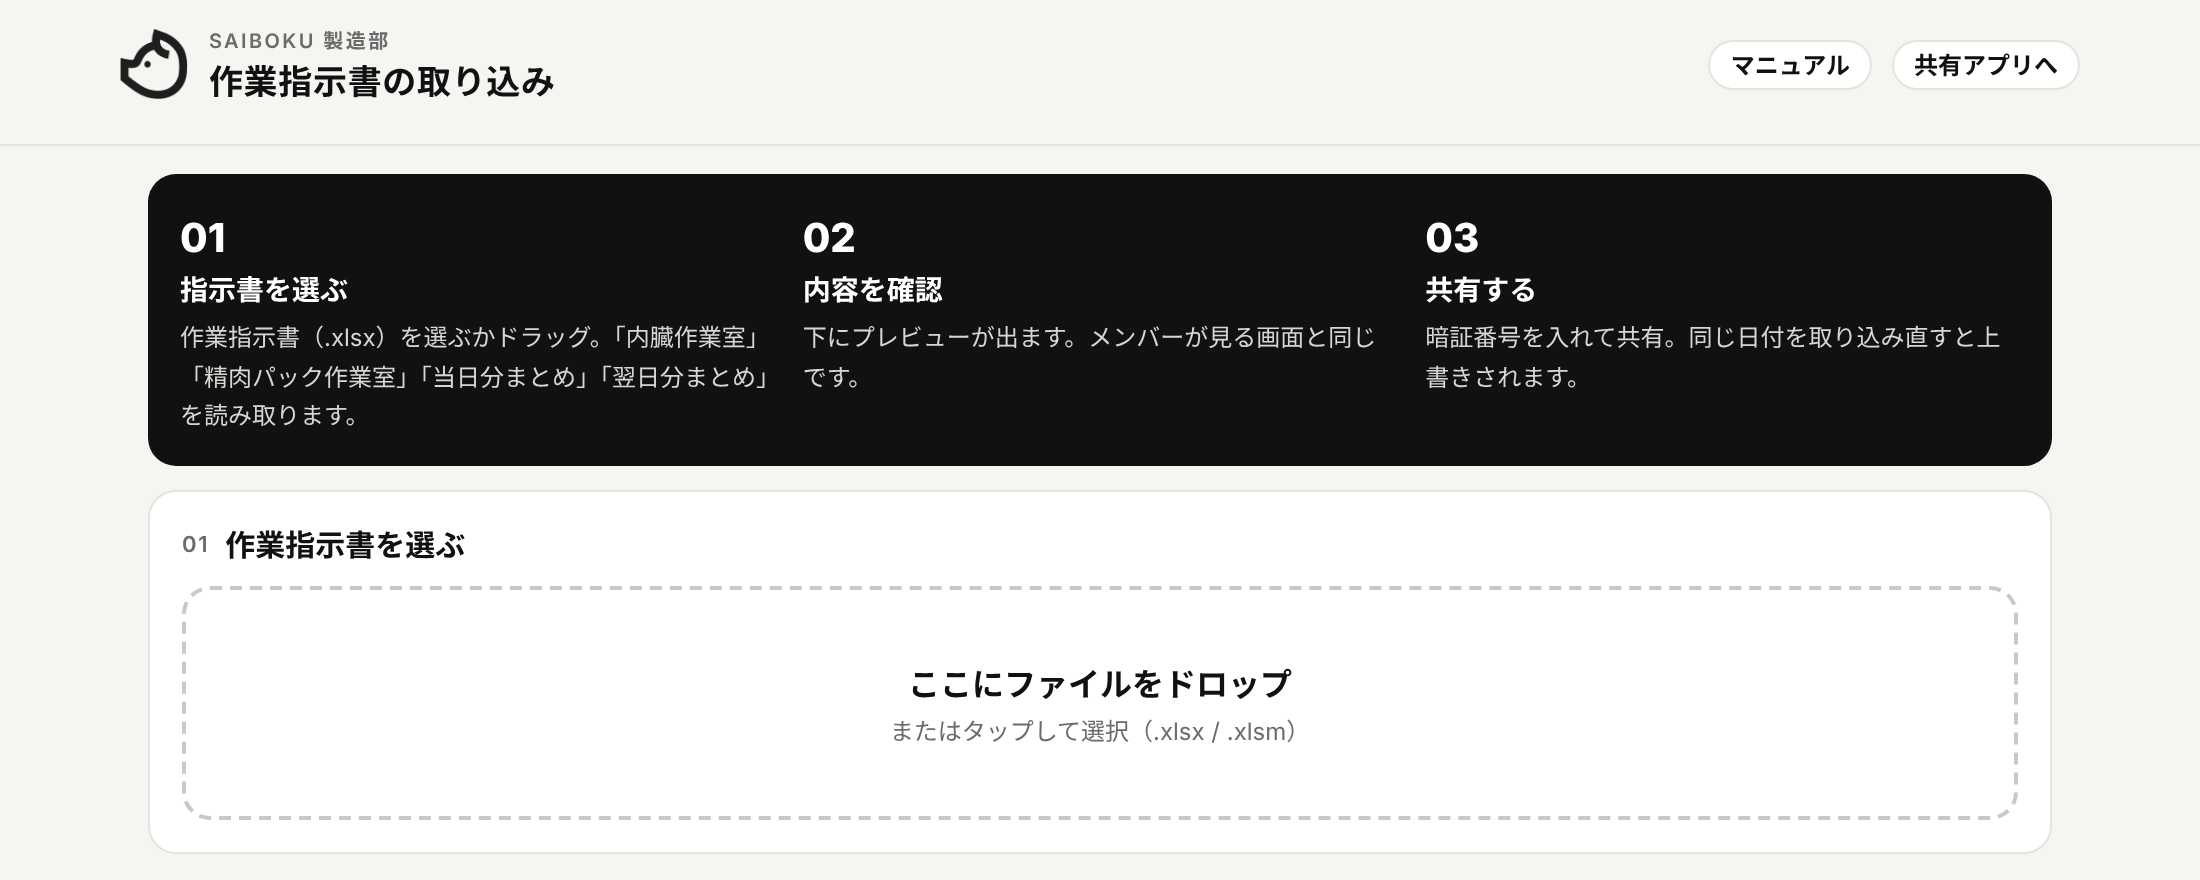 SAIBOKU 製造部
作業指示書の取り込み
マニュアル
共有アプリへ
01
指示書を選ぶ
作業指示書（.xlsx）を選ぶかドラッグ。「内臓作業室」
「精肉パック作業室」「当日分まとめ」「翌日分まとめ」
を読み取ります。
02
内容を確認
下にプレビューが出ます。メンバーが見る画面と同じ
です。
03
共有する
暗証番号を入れて共有。同じ日付を取り込み直すと上
書きされます。
01 作業指示書を選ぶ
ここにファイルをドロップ
またはタップして選択（.xlsx / .xlsm）